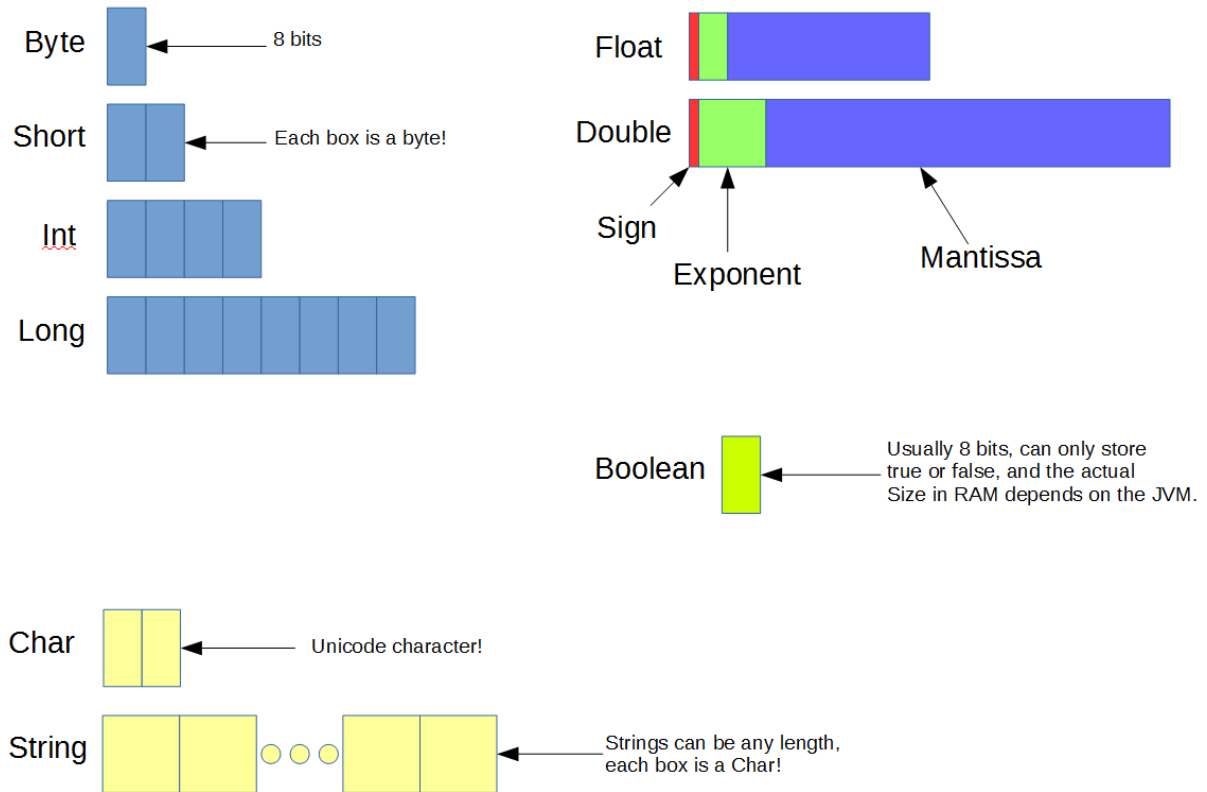 Byte
8 bits
Short
Each box is a byte!
Int
Long
Float
Double
Sign
Exponent
Mantissa
Boolean
Usually 8 bits, can only store
true or false, and the actual
Size in RAM depends on the JVM.
Char
Unicode character!
String
Strings can be any length,
each box is a Char!